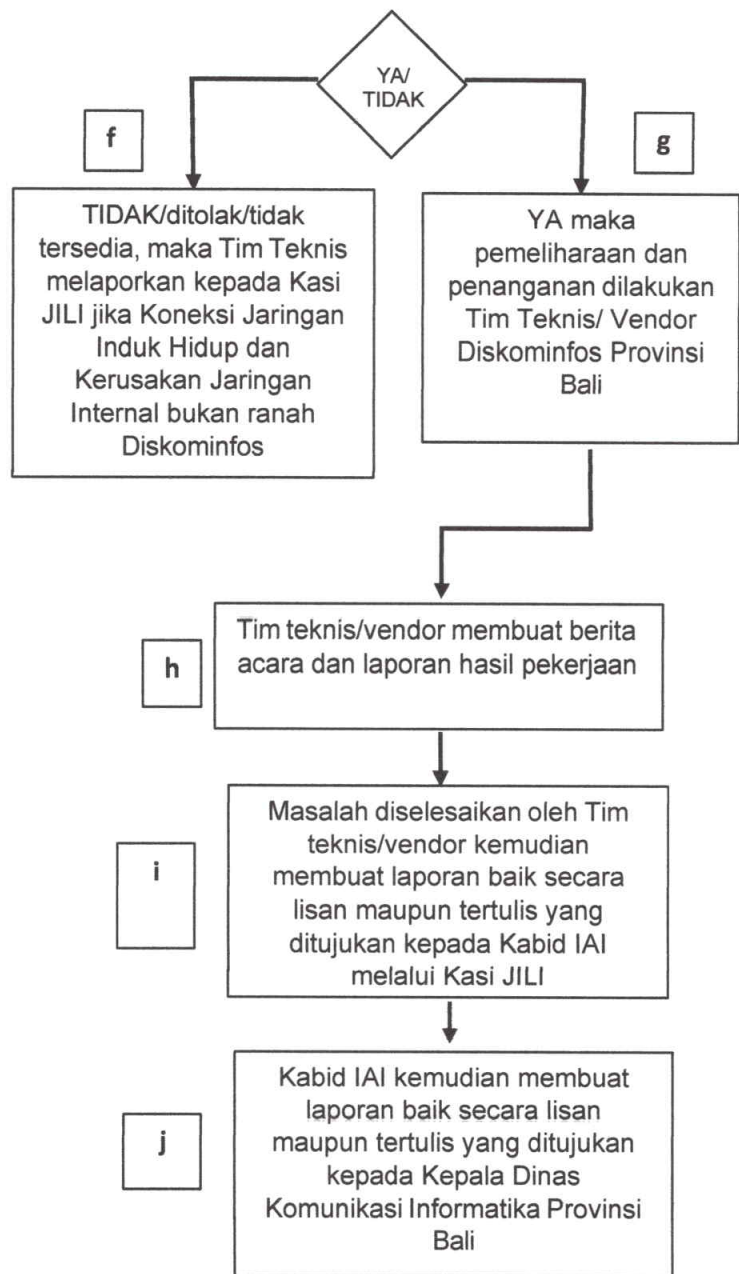 YA/
TIDAK
f
g
TIDAK/ditolak/tidak
tersedia, maka Tim Teknis
melaporkan kepada Kasi
JILI jika Koneksi Jaringan
Induk Hidup dan
Kerusakan Jaringan
Internal bukan ranah
Diskominfos
YA maka
pemeliharaan dan
penanganan dilakukan
Tim Teknis/ Vendor
Diskominfos Provinsi
Bali
h
Tim teknis/vendor membuat berita
acara dan laporan hasil pekerjaan
i
Masalah diselesaikan oleh Tim
teknis/vendor kemudian
membuat laporan baik secara
lisan maupun tertulis yang
ditujukan kepada Kabid IAI
melalui Kasi JILI
j
Kabid IAI kemudian membuat
laporan baik secara lisan
maupun tertulis yang ditujukan
kepada Kepala Dinas
Komunikasi Informatika Provinsi
Bali